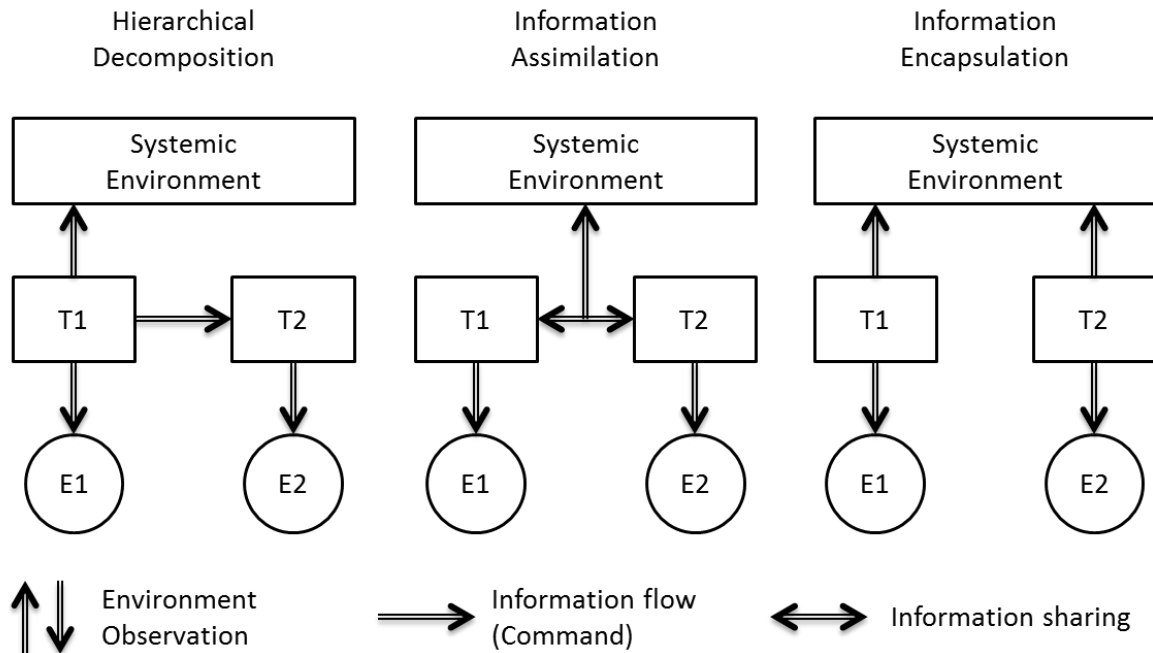 Hierarchical
Decomposition
Information
Assimilation
Information
Encapsulation
Systemic
Environment
Systemic
Environment
Systemic
Environment
T1
T2
T1
T2
T1
T2
E1
E2
E1
E2
E1
E2
Environment
Observation
Information flow
(Command)
Information sharing